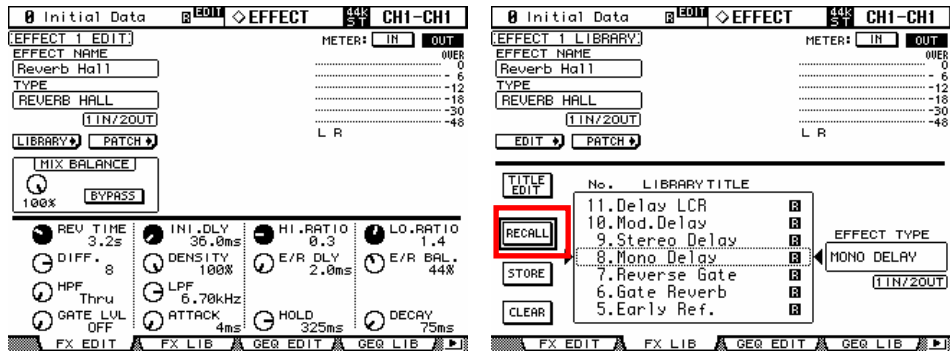 0 Initial Data R EDIT ◇EFFECT 44K ST CH1-CH1
EFFECT 1 EDIT
METER: IN OUT
EFFECT NAME
Reverb Hall
TYPE
REVERB HALL
1IN/2OUT
OVER
0
- 6
-12
-18
-30
-48
L R
LIBRARY PATCH
MIX BALANCE
100%
BYPASS
REV TIME 3.2s
INI.DLY 36.0ms
HI.RATIO 0.3
LO.RATIO 1.4
DIFF. 8
DENSITY 100%
E/R DLY 2.0ms
E/R BAL. 44%
HPF Thru
LPF 6.70kHz
GATE LVL OFF
ATTACK 4ms
HOLD 325ms
DECAY 75ms
FX EDIT FX LIB GEQ EDIT GEQ LIB
0 Initial Data R EDIT ◇EFFECT 44K ST CH1-CH1
EFFECT 1 LIBRARY
METER: IN OUT
EFFECT NAME
Reverb Hall
TYPE
REVERB HALL
1IN/2OUT
OVER
0
- 6
-12
-18
-30
-48
L R
EDIT PATCH
TITLE EDIT
RECALL
STORE
CLEAR
No. LIBRARY TITLE
11.Delay LCR R
10.Mod.Delay R
9.Stereo Delay R
8.Mono Delay R
7.Reverse Gate R
6.Gate Reverb R
5.Early Ref. R
EFFECT TYPE
MONO DELAY
1IN/2OUT
FX EDIT FX LIB GEQ EDIT GEQ LIB